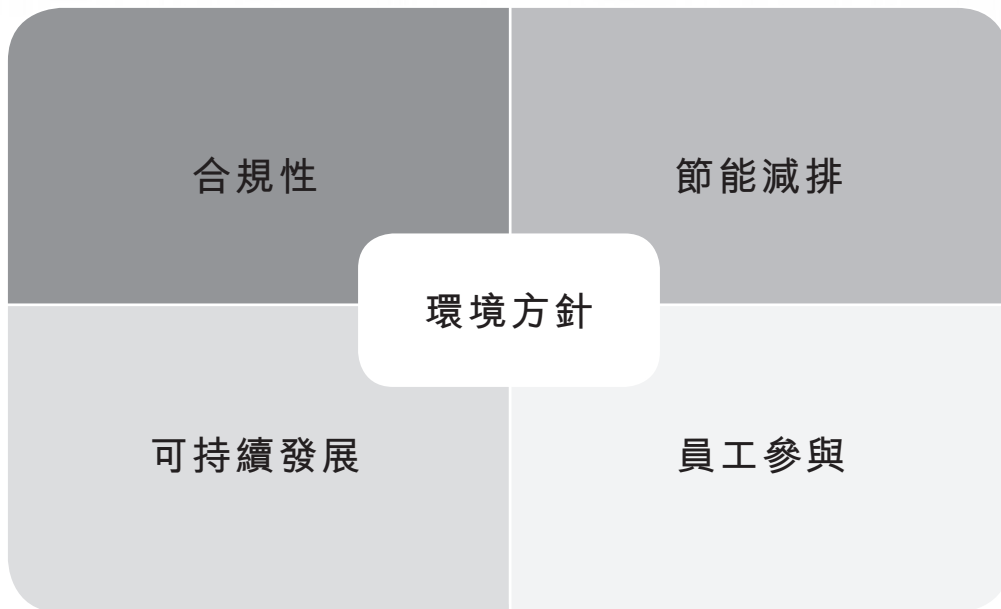 合規性
節能減排
環境方針
可持續發展
員工參與